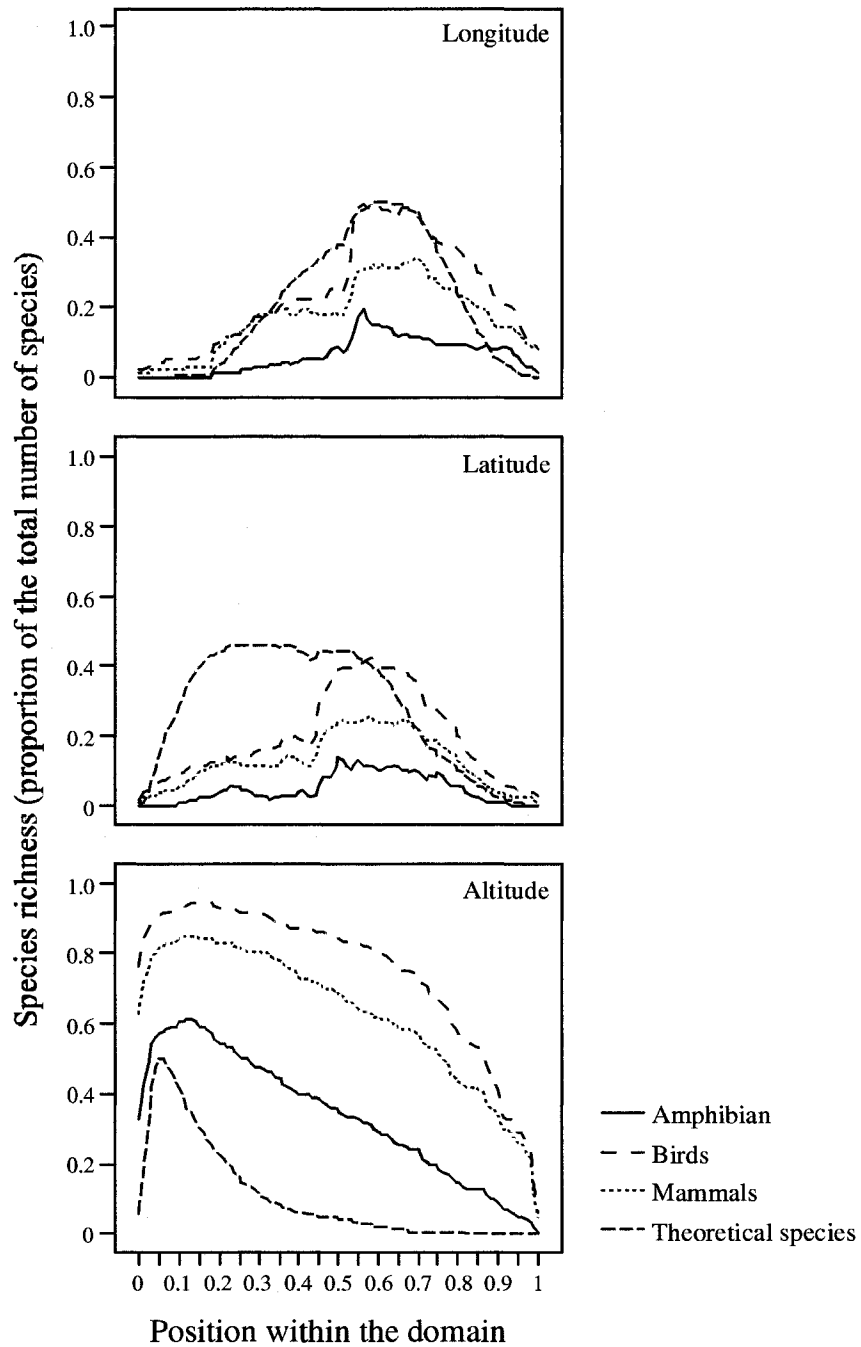 Species richness (proportion of the total number of species)
Longitude
1.0
0.8
0.6
0.4
0.2
0
Latitude
1.0
0.8
0.6
0.4
0.2
0
Altitude
1.0
0.8
0.6
0.4
0.2
0
0 0.1 0.2 0.3 0.4 0.5 0.6 0.7 0.8 0.9 1
Position within the domain
Amphibian
Birds
Mammals
Theoretical species